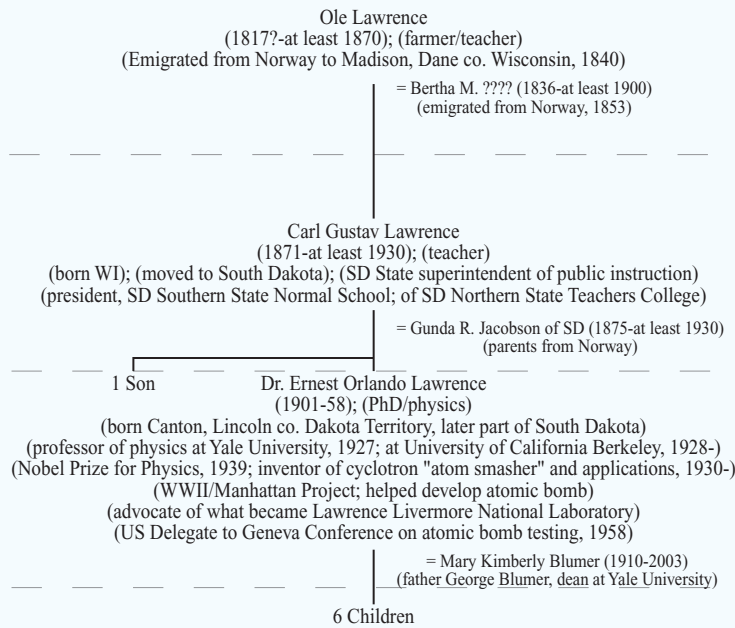 Ole Lawrence
(1817?-at least 1870); (farmer/teacher)
(Emigrated from Norway to Madison, Dane co. Wisconsin, 1840)
= Bertha M. ???? (1836-at least 1900)
(emigrated from Norway, 1853)
Carl Gustav Lawrence
(1871-at least 1930); (teacher)
(born WI); (moved to South Dakota); (SD State superintendent of public instruction)
(president, SD Southern State Normal School; of SD Northern State Teachers College)
= Gunda R. Jacobson of SD (1875-at least 1930)
(parents from Norway)
1 Son
Dr. Ernest Orlando Lawrence
(1901-58); (PhD/physics)
(born Canton, Lincoln co. Dakota Territory, later part of South Dakota)
(professor of physics at Yale University, 1927; at University of California Berkeley, 1928-)
(Nobel Prize for Physics, 1939; inventor of cyclotron "atom smasher" and applications, 1930-)
(WWII/Manhattan Project; helped develop atomic bomb)
(advocate of what became Lawrence Livermore National Laboratory)
(US Delegate to Geneva Conference on atomic bomb testing, 1958)
= Mary Kimberly Blumer (1910-2003)
(father George Blumer, dean at Yale University)
6 Children